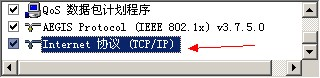 QoS 数据包计划程序
AEGIS Protocol (IEEE 802.1x) v3.7.5.0
Internet 协议 (TCP/IP)